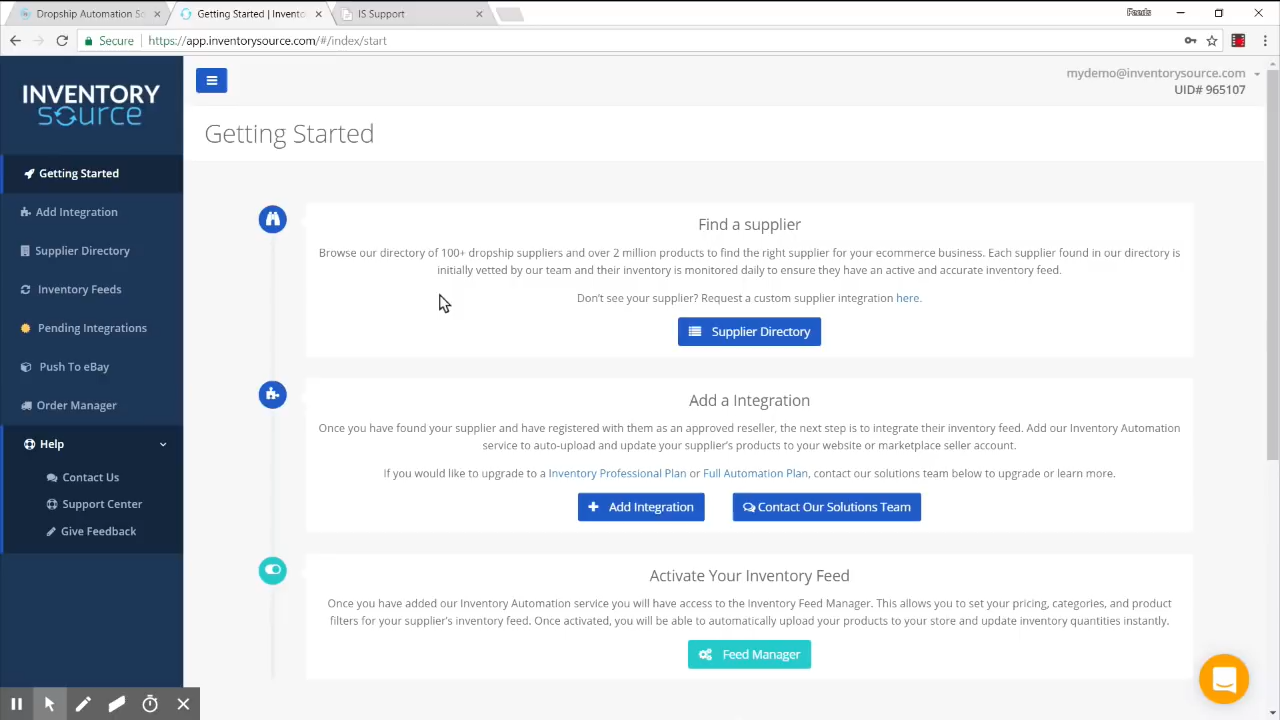 Dropship Automation So
Getting Started | Invento
IS Support
Feeds
Secure
https://app.inventorysource.com/#/index/start
INVENTORY
source
mydemo@inventorysource.com
UID# 965107
Getting Started
Getting Started
Add Integration
Supplier Directory
Inventory Feeds
Pending Integrations
Push To eBay
Order Manager
Help
Contact Us
Support Center
Give Feedback
Find a supplier
Browse our directory of 100+ dropship suppliers and over 2 million products to find the right supplier for your ecommerce business. Each supplier found in our directory is
initially vetted by our team and their inventory is monitored daily to ensure they have an active and accurate inventory feed.
Don't see your supplier? Request a custom supplier integration here.
Supplier Directory
Add a Integration
Once you have found your supplier and have registered with them as an approved reseller, the next step is to integrate their inventory feed. Add our Inventory Automation
service to auto-upload and update your supplier's products to your website or marketplace seller account.
If you would like to upgrade to a Inventory Professional Plan or Full Automation Plan, contact our solutions team below to upgrade or learn more.
Add Integration
Contact Our Solutions Team
Activate Your Inventory Feed
Once you have added our Inventory Automation service you will have access to the Inventory Feed Manager. This allows you to set your pricing, categories, and product
filters for your supplier's inventory feed. Once activated, you will be able to automatically upload your products to your store and update inventory quantities instantly.
Feed Manager